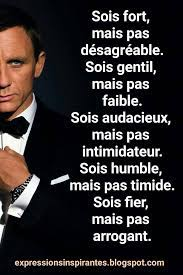 Sois fort,
mais pas
désagréable.
Sois gentil,
mais pas
faible.
Sois audacieux,
mais pas
intimidateur.
Sois humble,
mais pas timide.
Sois fier,
mais pas
arrogant.
expressionsinspirantes.blogspot.com